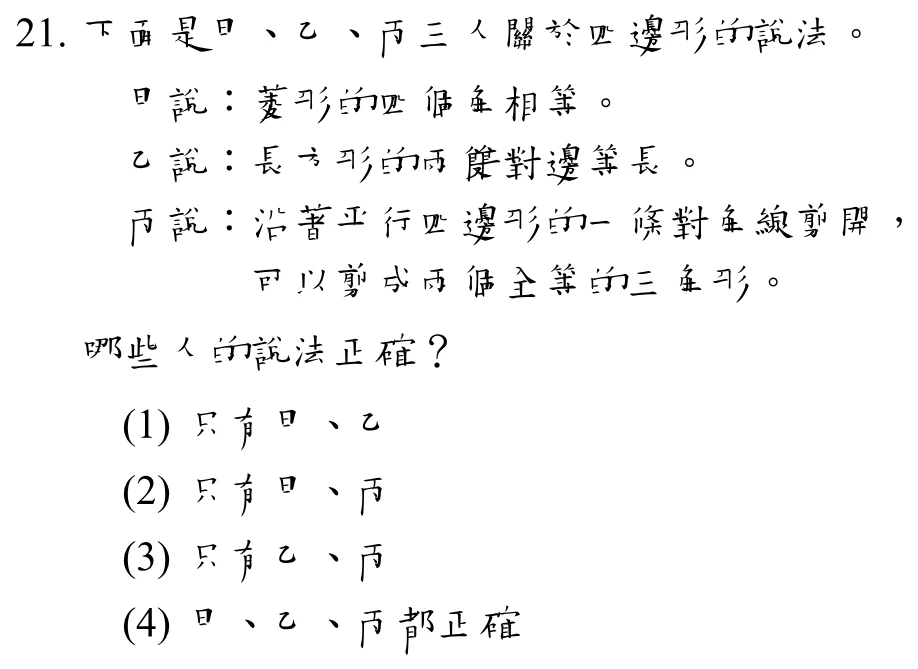 21. 下面是甲、乙、丙三人關於四邊形的說法。
甲說：菱形的四個角相等。
乙說：長方形的兩雙對邊等長。
丙說：沿著平行四邊形的一條對角線剪開，
可以剪成兩個全等的三角形。
哪些人的說法正確？
(1) 只有甲、乙
(2) 只有甲、丙
(3) 只有乙、丙
(4) 甲、乙、丙都正確